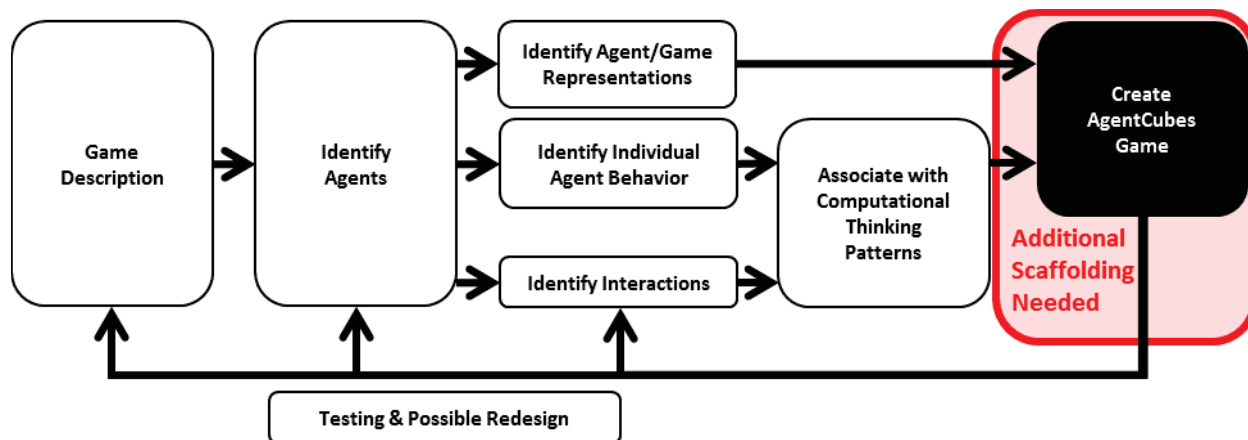 Game
Description
Identify
Agents
Identify Agent/Game
Representations
Identify Individual
Agent Behavior
Identify Interactions
Associate with
Computational
Thinking
Patterns
Create
AgentCubes
Game
Additional
Scaffolding
Needed
Testing & Possible Redesign